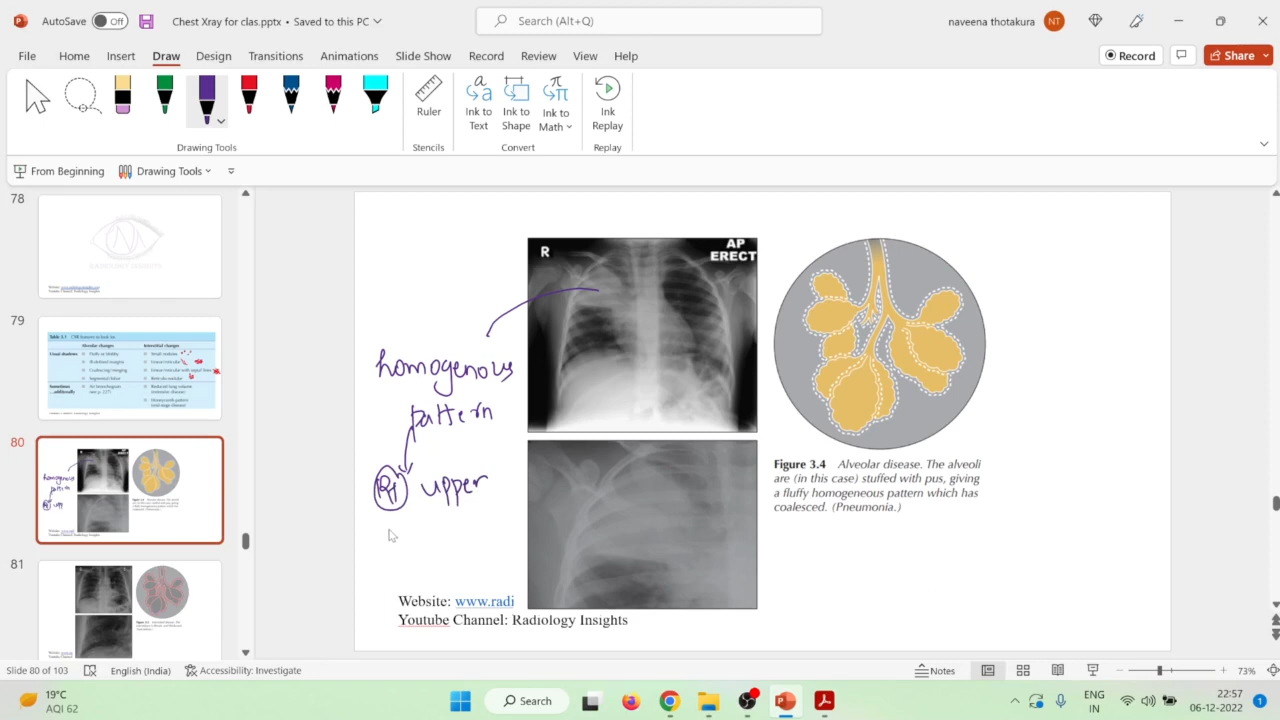 AutoSave Off Chest Xray for clas.pptx • Saved to this PC Search (Alt+Q) naveena thotakura NT
File Home Insert Draw Design Transitions Animations Slide Show Record Review View Help Record Share
Ruler
Ink to Text
Ink to Shape
Ink to Math
Ink Replay
Drawing Tools Stencils Convert Replay
From Beginning Drawing Tools
78
79
80
81
R
AP
ERECT
homogenous
pattern
Rt upper
Figure 3.4 Alveolar disease. The alveoli
are (in this case) stuffed with pus, giving
a fluffy homogeneous pattern which has
coalesced. (Pneumonia.)
Website: www.radi
Youtube Channel: Radiology Insights
Slide 80 of 103 English (India) Accessibility: Investigate Notes 73%
19°C
AQI 62
Search
ENG
IN
22:57
06-12-2022
1